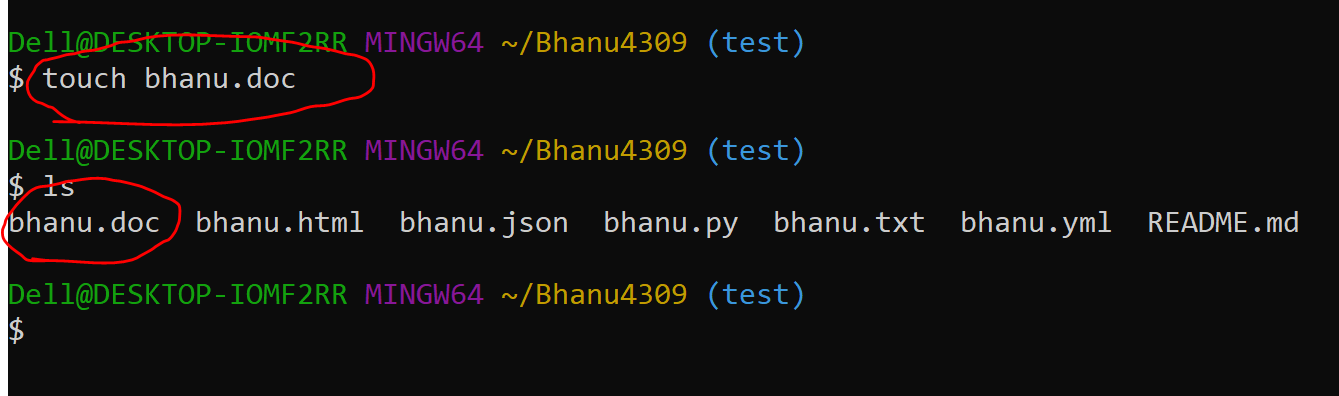 Dell@DESKTOP-IOMF2RR MINGW64 ~/Bhanu4309 (test)
$ touch bhanu.doc
Dell@DESKTOP-IOMF2RR MINGW64 ~/Bhanu4309 (test)
$ ls
bhanu.doc bhanu.html bhanu.json bhanu.py bhanu.txt bhanu.yml README.md
Dell@DESKTOP-IOMF2RR MINGW64 ~/Bhanu4309 (test)
$